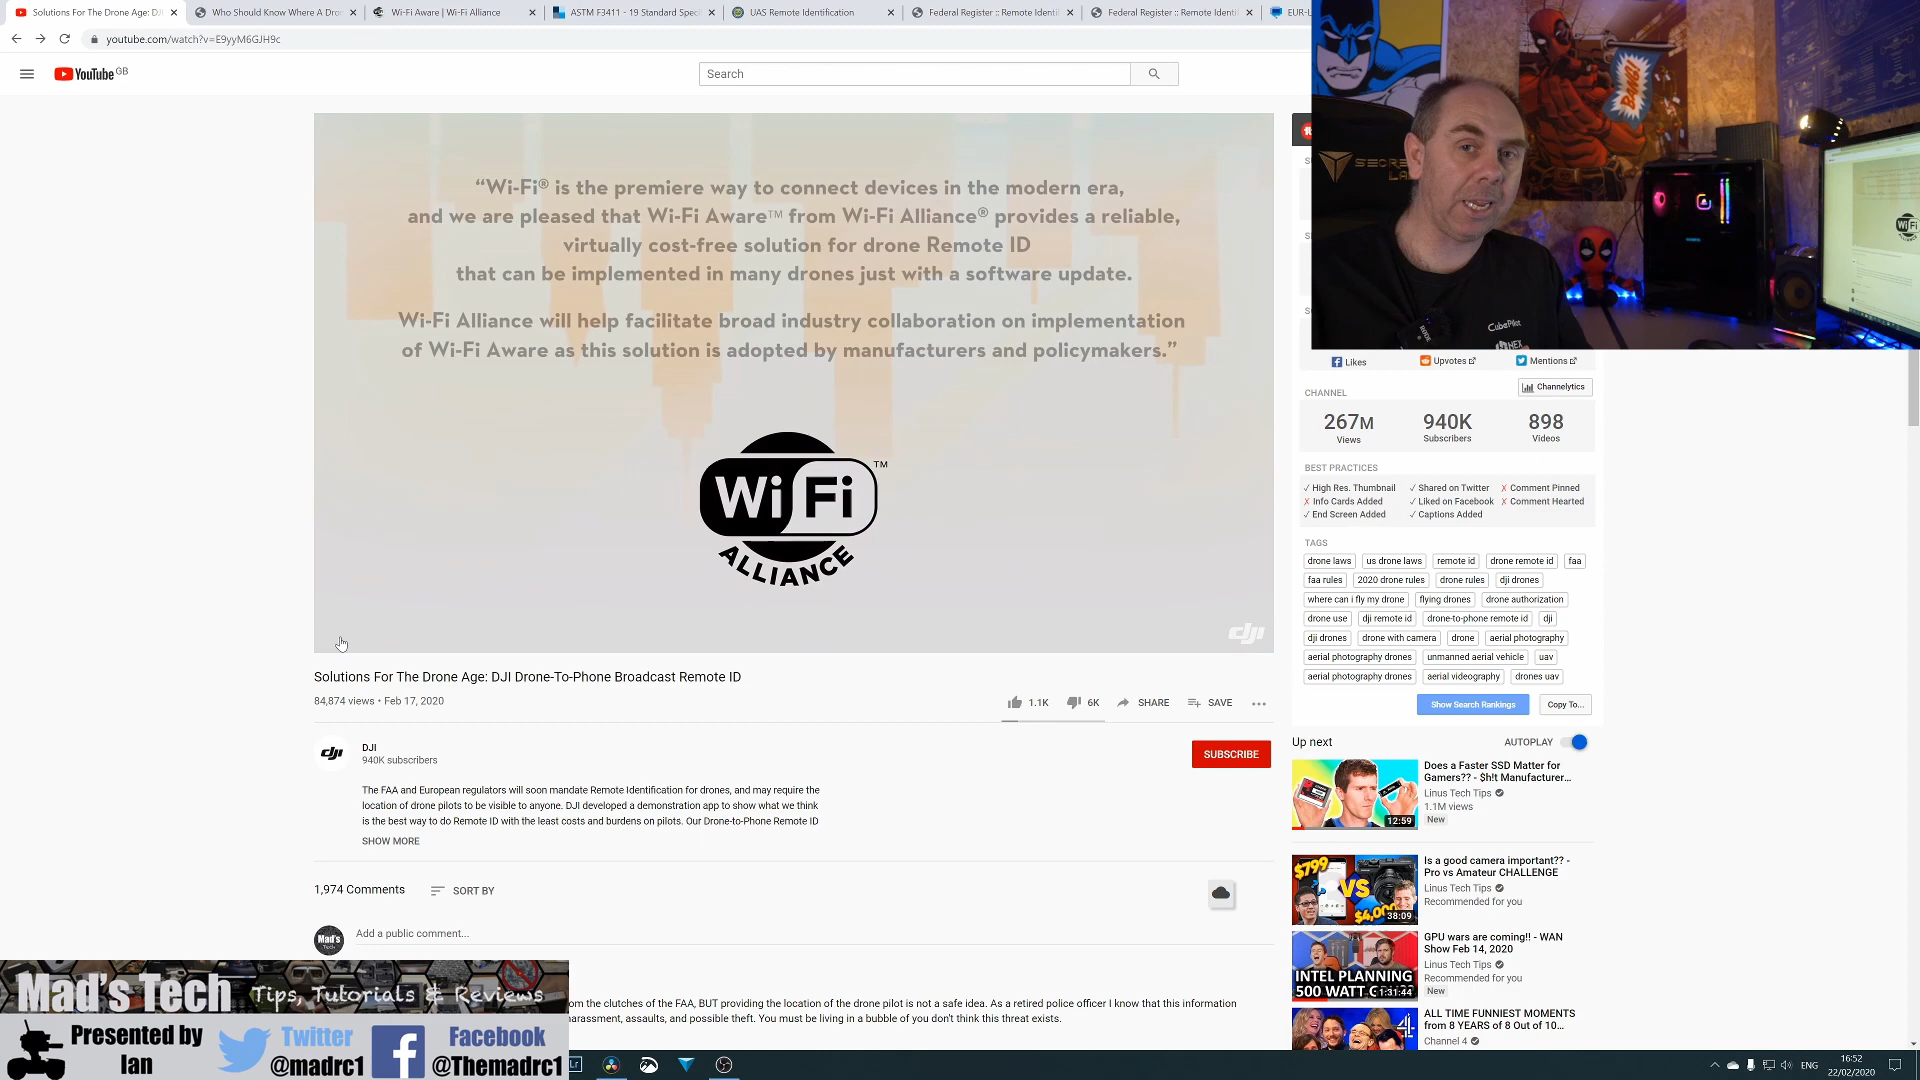 Solutions For The Drone Age: DJ
Who Should Know Where A Dro
Wi-Fi Aware | Wi-Fi Alliance
ASTM F3411 - 19 Standard Speci
UAS Remote Identification
Federal Register :: Remote Identi
Federal Register :: Remote Identi
EUR-L
youtube.com/watch?v=E9yyM6GJH9c
YouTube GB
Search
“Wi-Fi® is the premiere way to connect devices in the modern era,
and we are pleased that Wi-Fi Aware™ from Wi-Fi Alliance® provides a reliable,
virtually cost-free solution for drone Remote ID
that can be implemented in many drones just with a software update.
Wi-Fi Alliance will help facilitate broad industry collaboration on implementation
of Wi-Fi Aware as this solution is adopted by manufacturers and policymakers.”
Wi Fi ™
ALLIANCE
dji
BANG!
SECRE
LA
CubePilot
HEX
WiFi
Likes
Upvotes
Mentions
CHANNEL
Channelytics
267M
940K
898
Views
Subscribers
Videos
BEST PRACTICES
✓ High Res. Thumbnail ✓ Shared on Twitter ✗ Comment Pinned
✗ Info Cards Added ✓ Liked on Facebook ✗ Comment Hearted
✓ End Screen Added ✓ Captions Added
TAGS
drone laws us drone laws remote id drone remote id faa
faa rules 2020 drone rules drone rules dji drones
where can i fly my drone flying drones drone authorization
drone use dji remote id drone-to-phone remote id dji
dji drones drone with camera drone aerial photography
aerial photography drones unmanned aerial vehicle uav
aerial photography drones aerial videography drones uav
Show Search Rankings Copy To...
Solutions For The Drone Age: DJI Drone-To-Phone Broadcast Remote ID
84,874 views • Feb 17, 2020
1.1K 6K SHARE SAVE
dji
DJI
940K subscribers
SUBSCRIBE
The FAA and European regulators will soon mandate Remote Identification for drones, and may require the
location of drone pilots to be visible to anyone. DJI developed a demonstration app to show what we think
is the best way to do Remote ID with the least costs and burdens on pilots. Our Drone-to-Phone Remote ID
SHOW MORE
1,974 Comments SORT BY
Mad's
Tech
Add a public comment...
om the clutches of the FAA, BUT providing the location of the drone pilot is not a safe idea. As a retired police officer I know that this information
arassment, assaults, and possible theft. You must be living in a bubble of you don't think this threat exists.
Up next
AUTOPLAY
Does a Faster SSD Matter for
Gamers?? - $h!t Manufacturer...
Linus Tech Tips
1.1M views
New
12:59
$799
VS
$4,000
38:09
Is a good camera important?? -
Pro vs Amateur CHALLENGE
Linus Tech Tips
Recommended for you
INTEL PLANNING
500 WATT G
1:31:44
GPU wars are coming!! - WAN
Show Feb 14, 2020
Linus Tech Tips
Recommended for you
New
4
ALL TIME FUNNIEST MOMENTS
from 8 YEARS of 8 Out of 10...
Channel 4
Mad's Tech Tips, Tutorials & Reviews
Presented by
Ian
Twitter
@madrc1
Facebook
@Themadrc1
ENG
16:52
22/02/2020